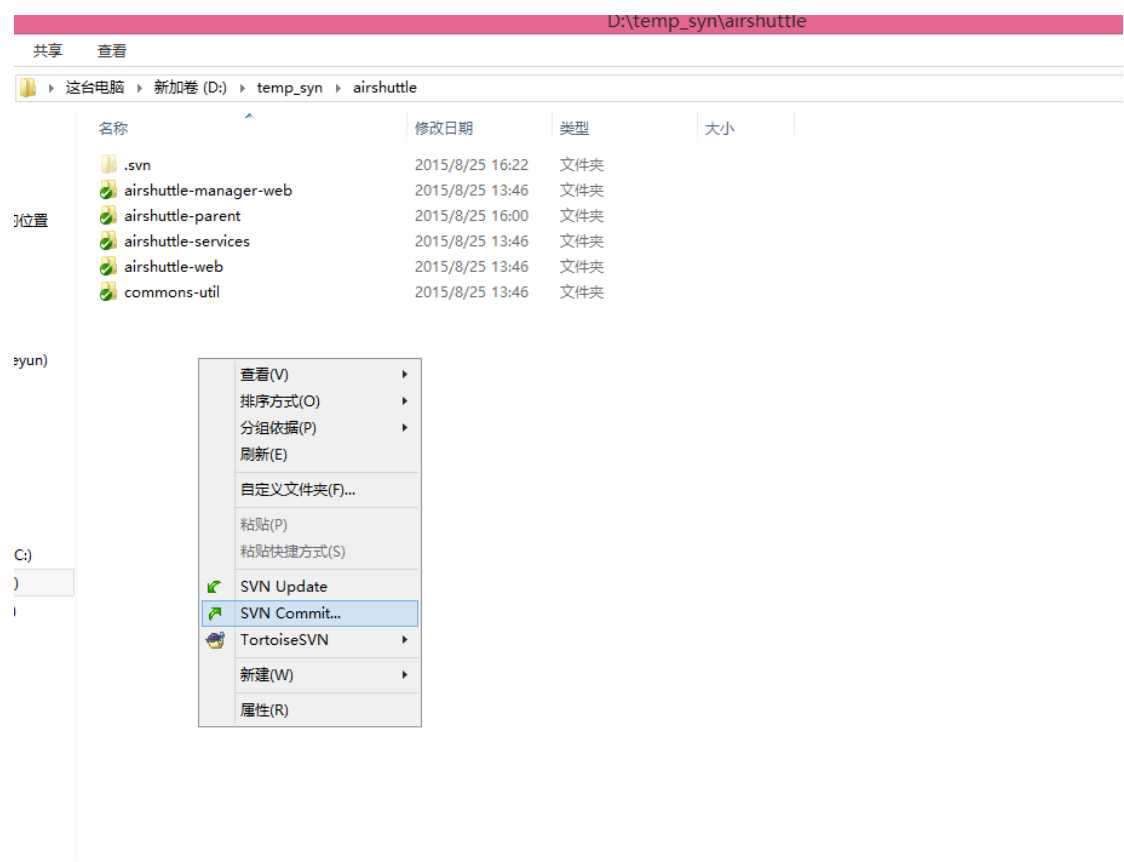 D:\temp_syn\airshuttle
共享 查看
这台电脑 新加卷 (D:) temp_syn airshuttle
名称 修改日期 类型 大小
.svn 2015/8/25 16:22 文件夹
airshuttle-manager-web 2015/8/25 13:46 文件夹
airshuttle-parent 2015/8/25 16:00 文件夹
的位置
airshuttle-services 2015/8/25 13:46 文件夹
airshuttle-web 2015/8/25 13:46 文件夹
commons-util 2015/8/25 13:46 文件夹
eyun)
查看(V)
排序方式(O)
分组依据(P)
刷新(E)
自定义文件夹(F)...
粘贴(P)
粘贴快捷方式(S)
C:)
)
SVN Update
SVN Commit...
TortoiseSVN
新建(W)
属性(R)